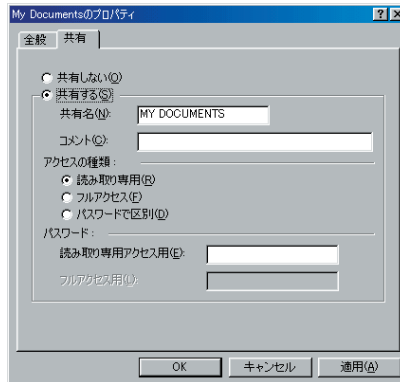 My Documentsのプロパティ
全般 共有
共有しない(O)
共有する(S)
共有名(N): MY DOCUMENTS
コメント(C):
アクセスの種類:
読み取り専用(R)
フルアクセス(F)
パスワードで区別(D)
パスワード:
読み取り専用アクセス用(E):
フルアクセス用(L):
OK キャンセル 適用(A)